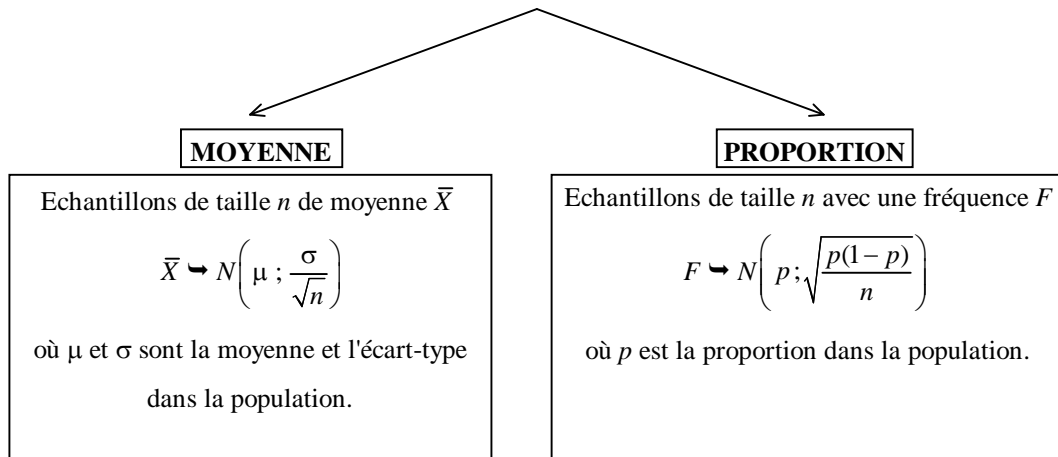 MOYENNE
Echantillons de taille n de moyenne X̄
X̄ ➥ N(μ ; σ/√n)
où μ et σ sont la moyenne et l'écart-type
dans la population.
PROPORTION
Echantillons de taille n avec une fréquence F
F ➥ N(p ; √(p(1− p)/n))
où p est la proportion dans la population.